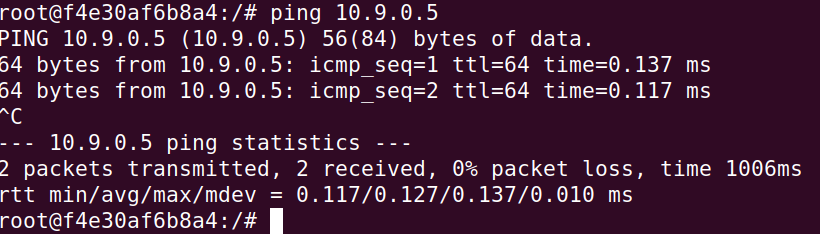 root@f4e30af6b8a4:/# ping 10.9.0.5
PING 10.9.0.5 (10.9.0.5) 56(84) bytes of data.
64 bytes from 10.9.0.5: icmp_seq=1 ttl=64 time=0.137 ms
64 bytes from 10.9.0.5: icmp_seq=2 ttl=64 time=0.117 ms
^C
--- 10.9.0.5 ping statistics ---
2 packets transmitted, 2 received, 0% packet loss, time 1006ms
rtt min/avg/max/mdev = 0.117/0.127/0.137/0.010 ms
root@f4e30af6b8a4:/#